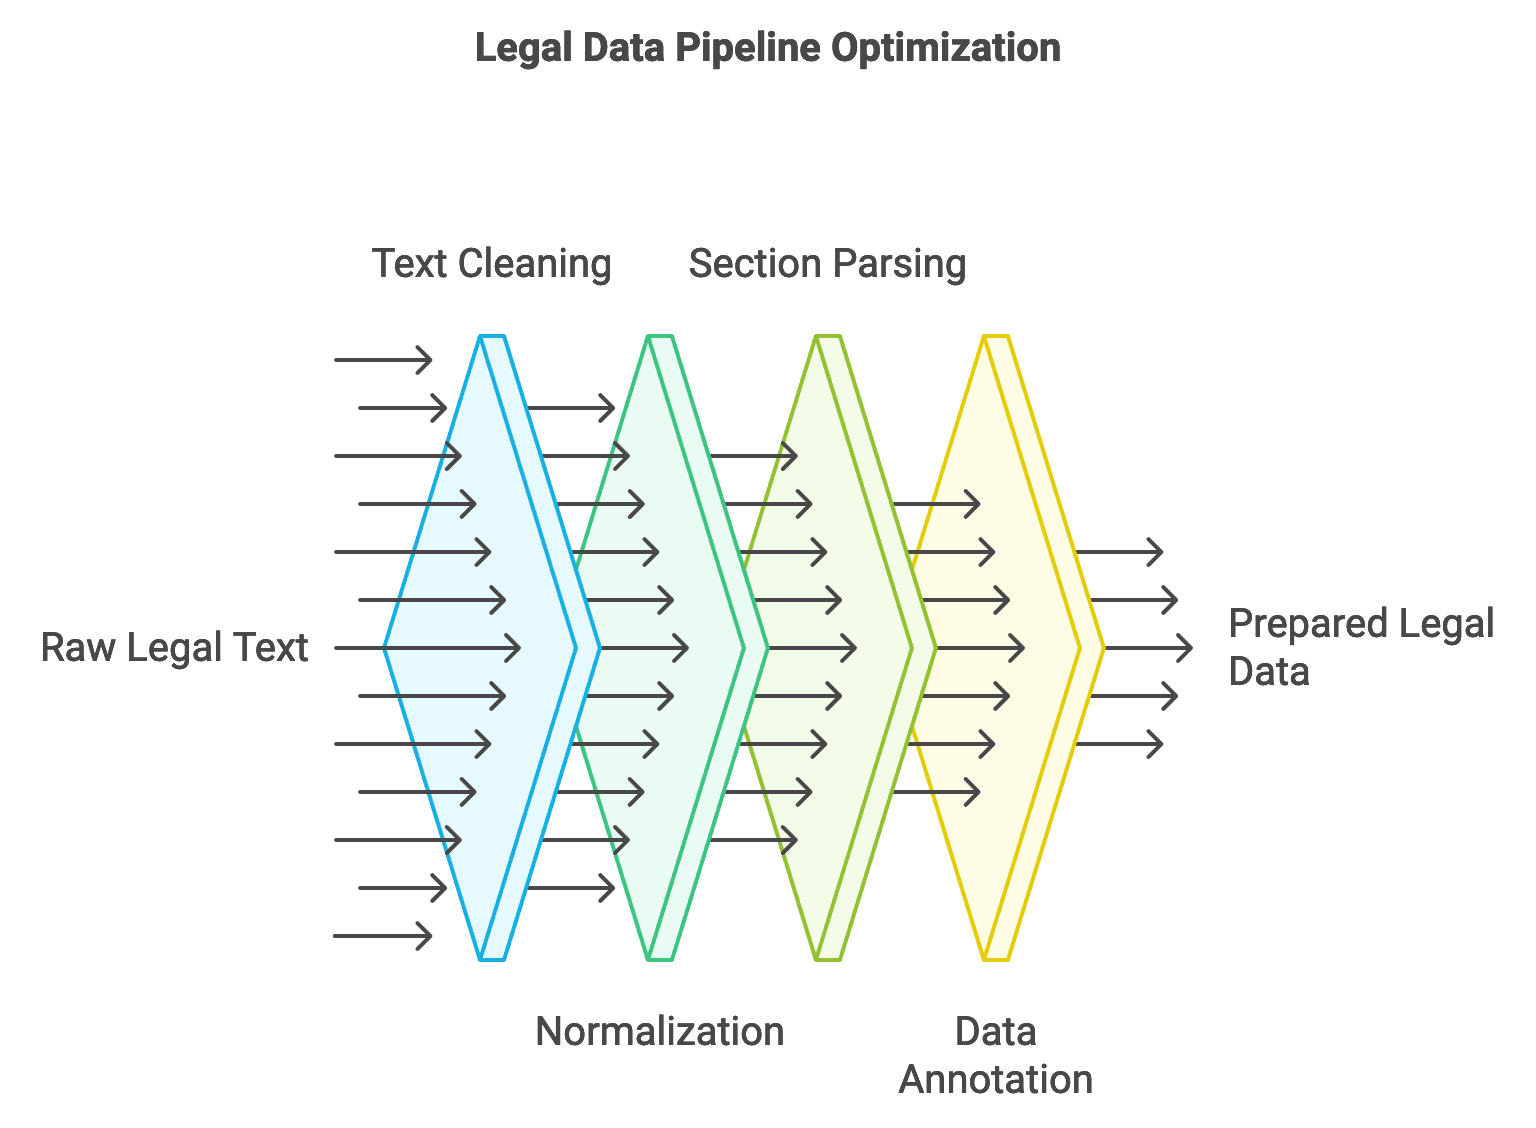 Legal Data Pipeline Optimization
Text Cleaning
Section Parsing
Raw Legal Text
Prepared Legal
Data
Normalization
Data
Annotation